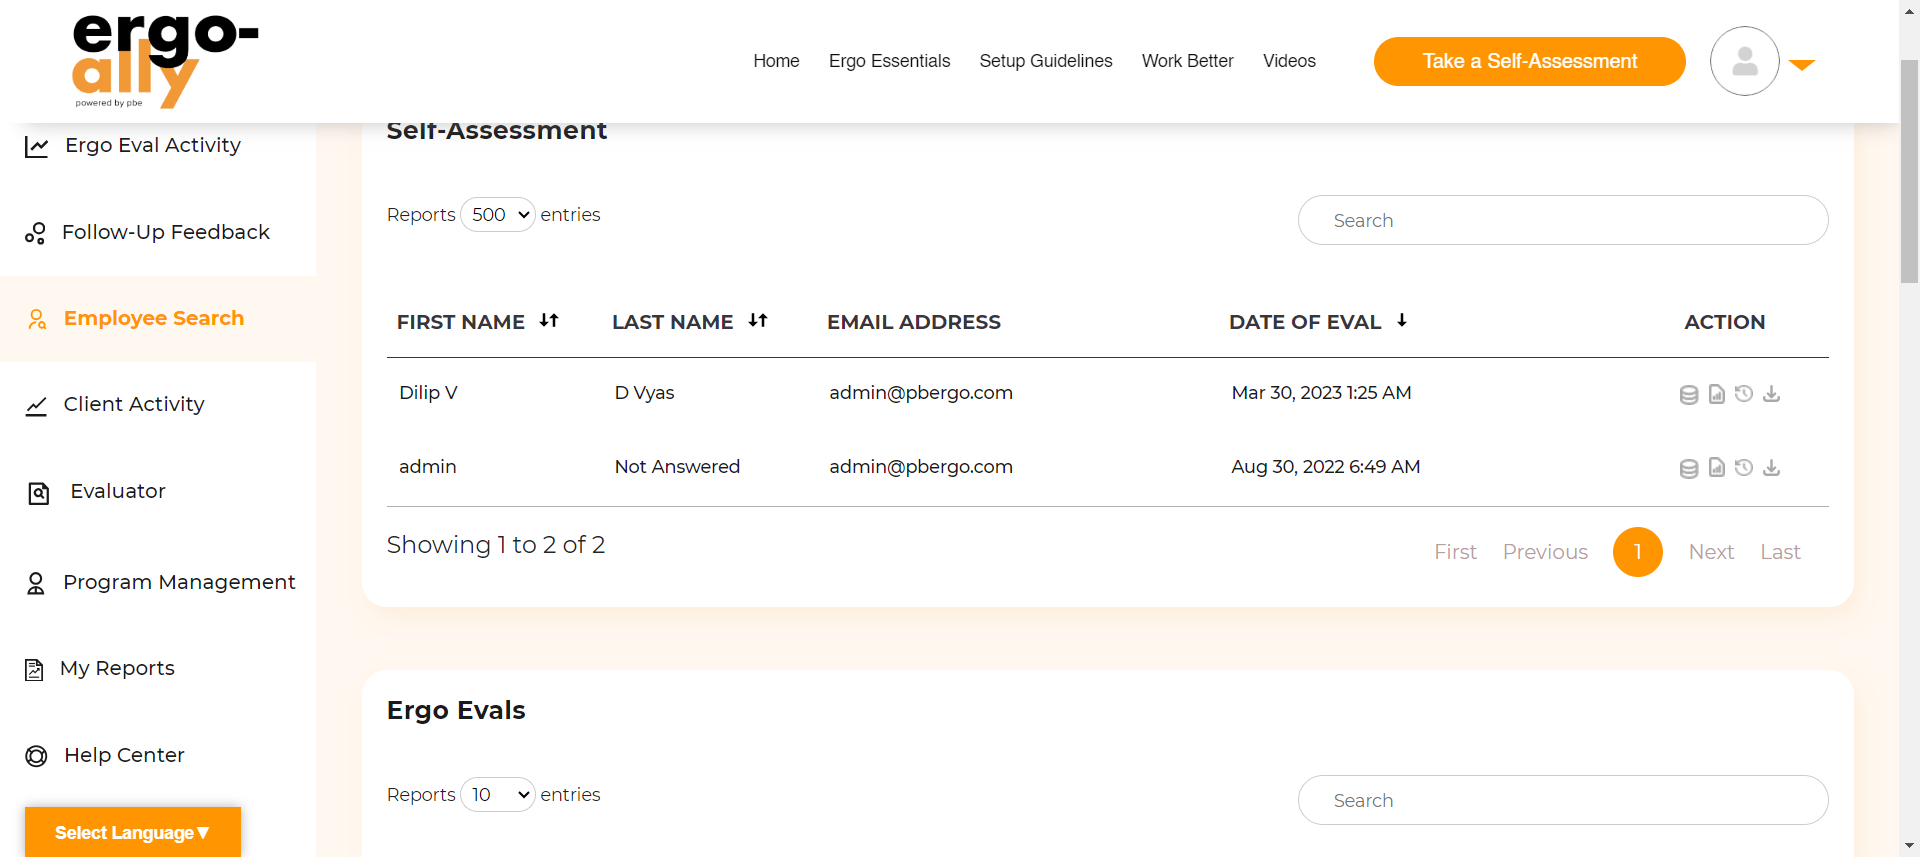 ergo-
ally
powered by pbe
Home
Ergo Essentials
Setup Guidelines
Work Better
Videos
Take a Self-Assessment
Ergo Eval Activity
Follow-Up Feedback
Employee Search
Client Activity
Evaluator
Program Management
My Reports
Help Center
Select Language▼
Self-Assessment
Reports 500 entries
Search
FIRST NAME LAST NAME EMAIL ADDRESS DATE OF EVAL ACTION
Dilip V D Vyas admin@pbergo.com Mar 30, 2023 1:25 AM
admin Not Answered admin@pbergo.com Aug 30, 2022 6:49 AM
Showing 1 to 2 of 2
First Previous 1 Next Last
Ergo Evals
Reports 10 entries
Search